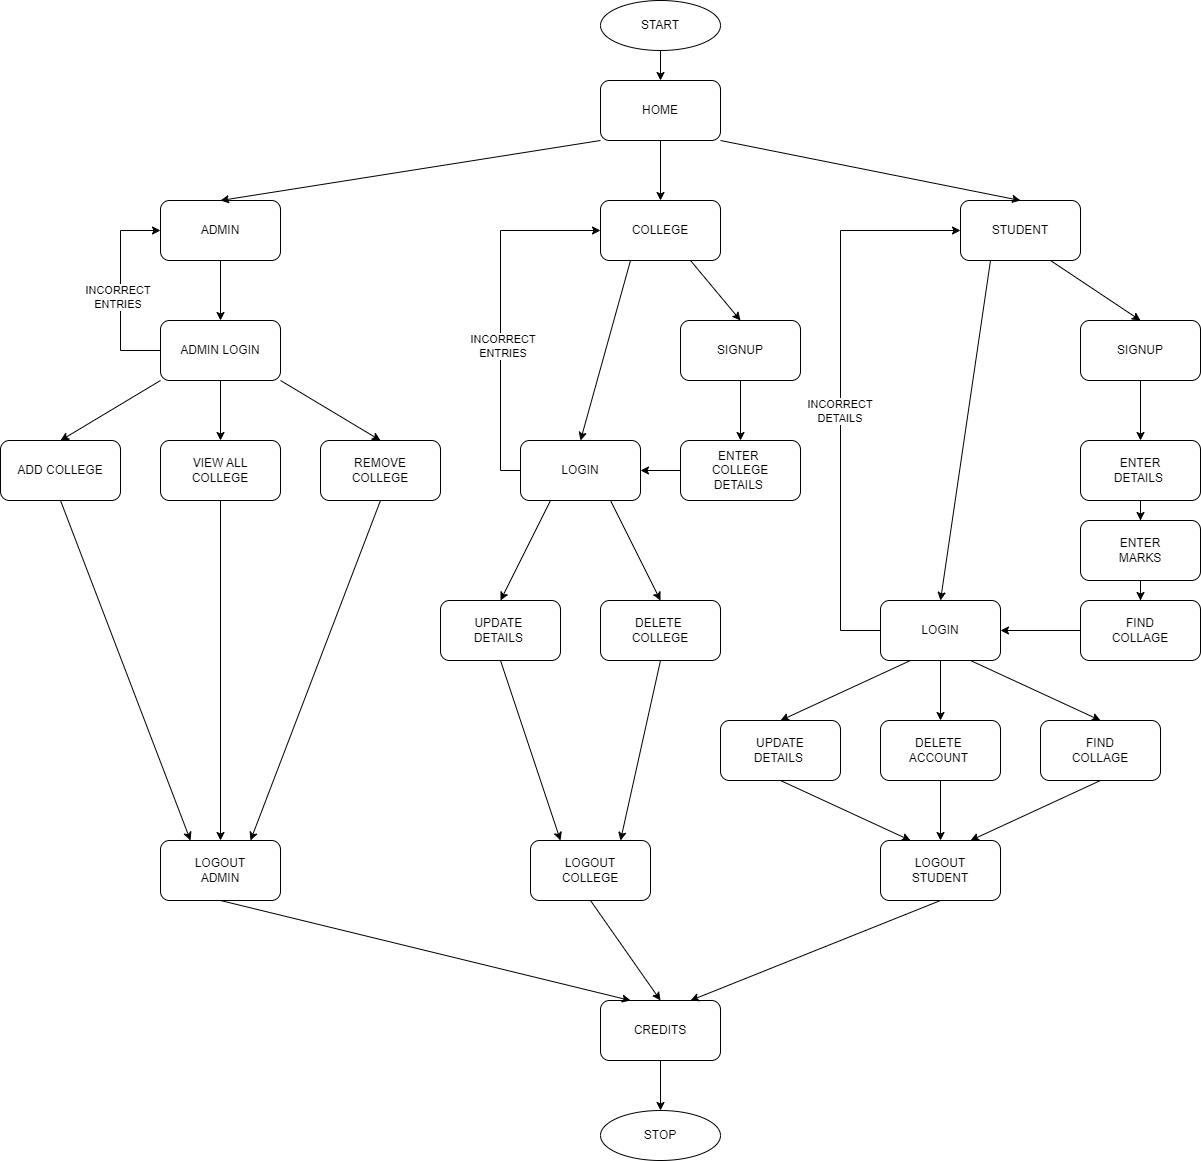 START
HOME
ADMIN
COLLEGE
STUDENT
INCORRECT
ENTRIES
ADMIN LOGIN
INCORRECT
ENTRIES
SIGNUP
SIGNUP
INCORRECT
DETAILS
ADD COLLEGE
VIEW ALL
COLLEGE
REMOVE
COLLEGE
LOGIN
ENTER
COLLEGE
DETAILS
ENTER
DETAILS
ENTER
MARKS
UPDATE
DETAILS
DELETE
COLLEGE
LOGIN
FIND
COLLAGE
UPDATE
DETAILS
DELETE
ACCOUNT
FIND
COLLAGE
LOGOUT
ADMIN
LOGOUT
COLLEGE
LOGOUT
STUDENT
CREDITS
STOP